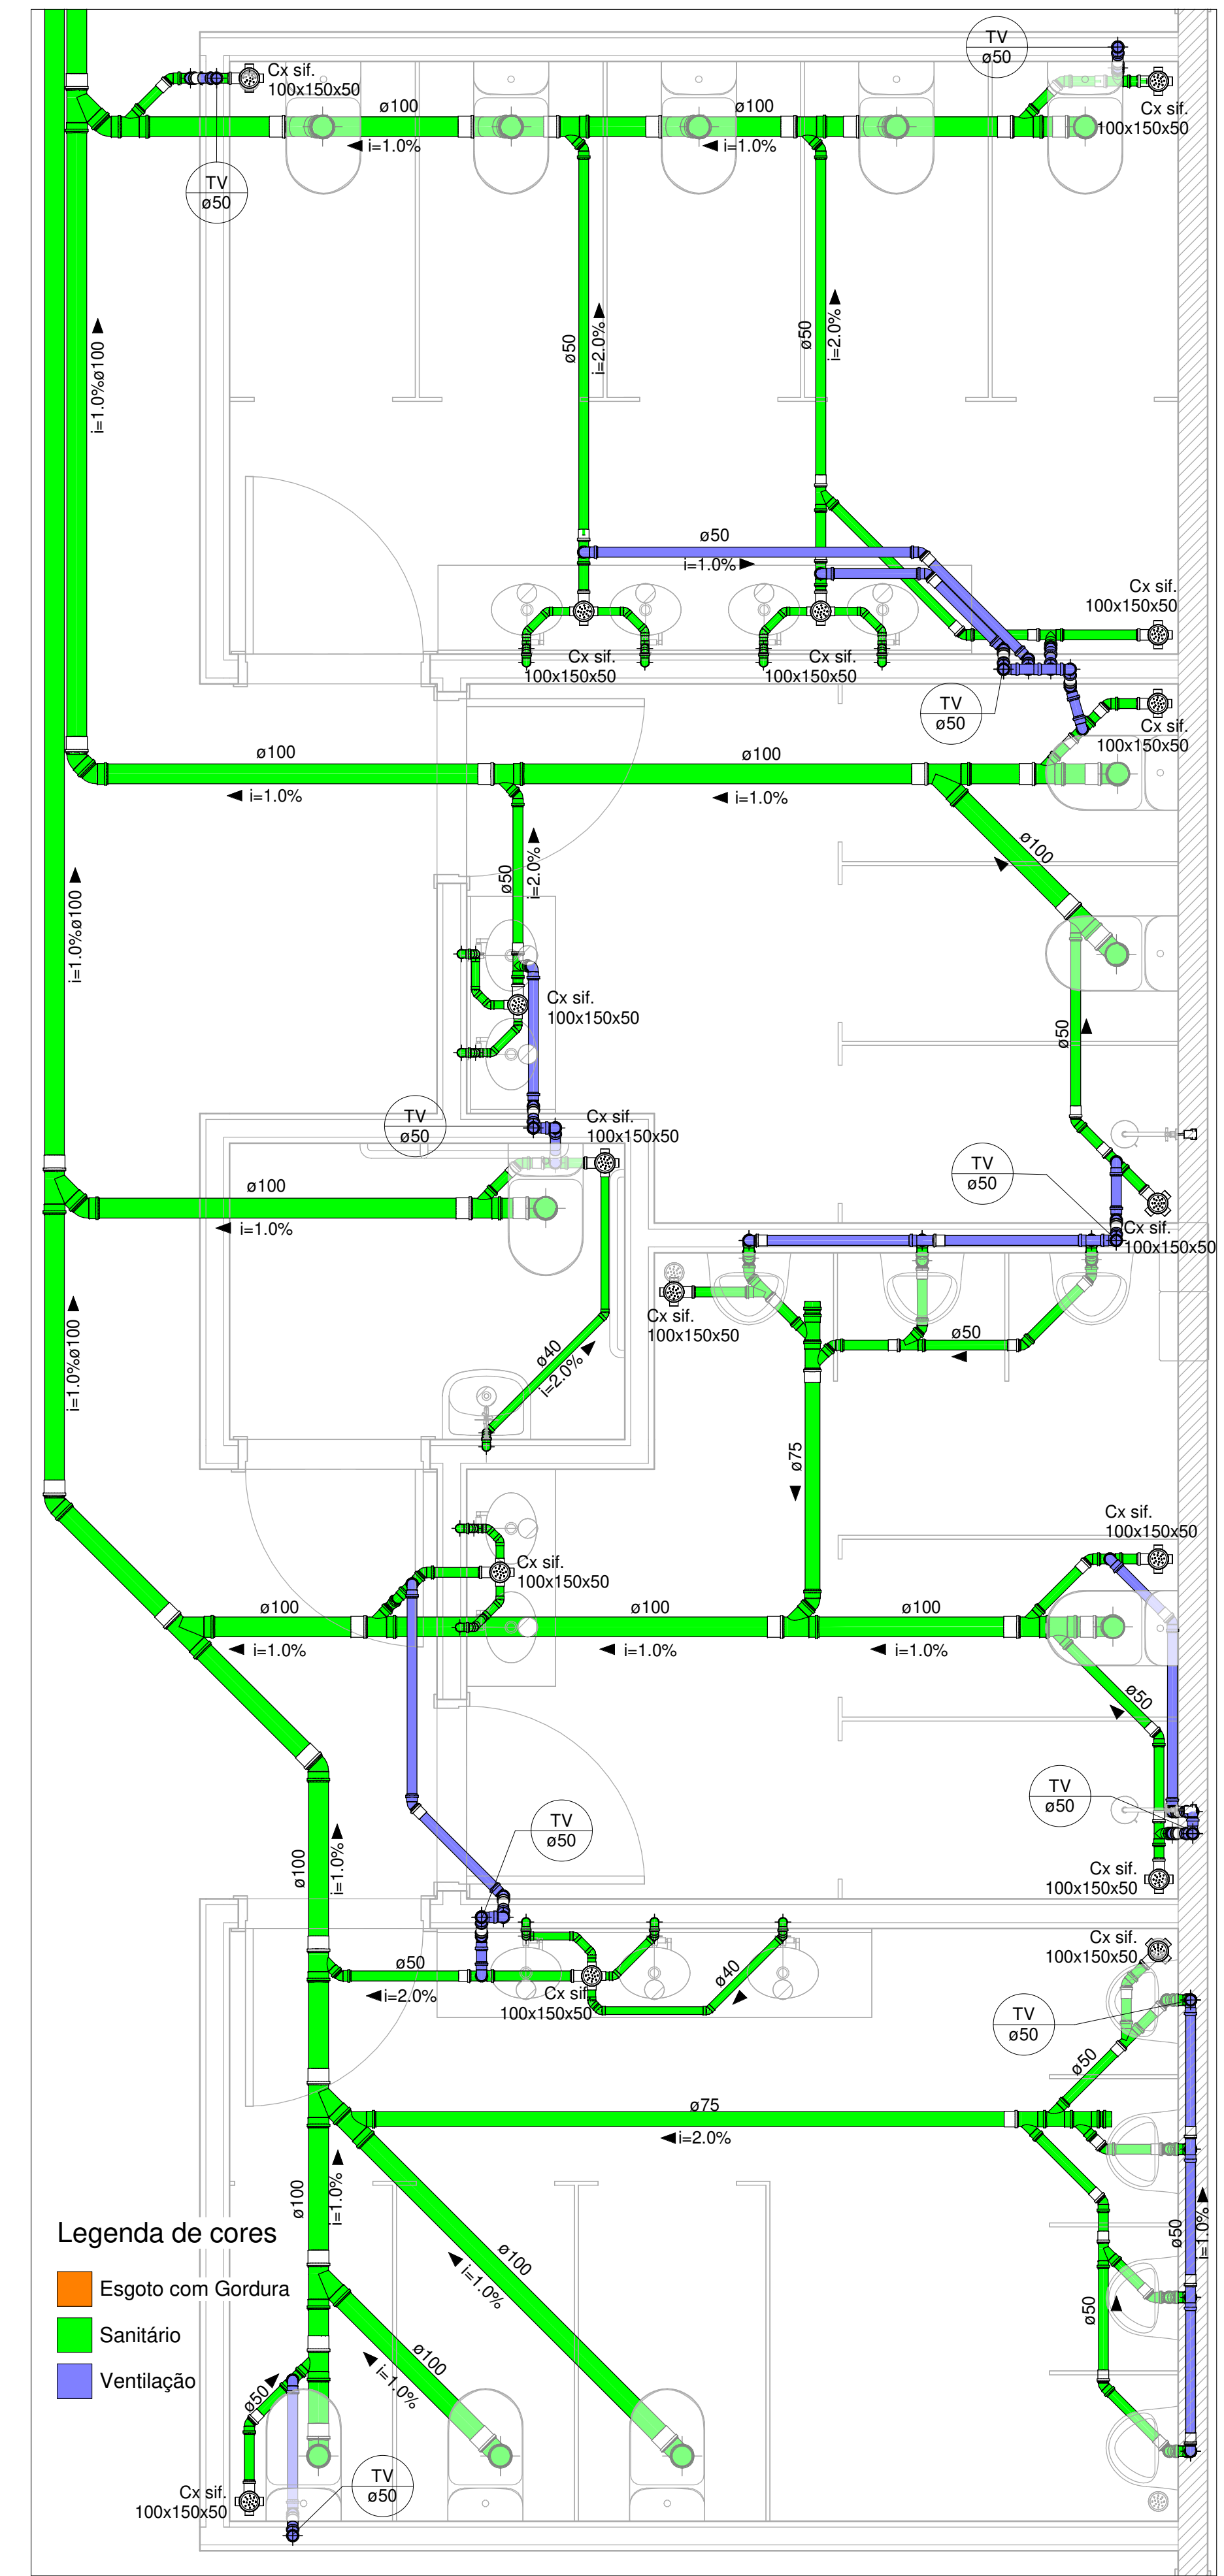 TV
ø50
Cx sif.
100x150x50
ø100
ø100
Cx sif.
100x150x50
i=1.0%
i=1.0%
TV
ø50
i=1.0%ø100
ø50
i=2.0%
ø50
i=2.0%
ø50
i=1.0%
Cx sif.
100x150x50
Cx sif.
100x150x50
Cx sif.
100x150x50
TV
ø50
Cx sif.
100x150x50
ø100
i=1.0%
ø100
i=1.0%
ø100
i=1.0%ø100
ø50
i=2.0%
Cx sif.
100x150x50
ø50
TV
ø50
Cx sif.
100x150x50
TV
ø50
ø100
i=1.0%
Cx sif.
100x150x50
Cx sif.
100x150x50
i=1.0%ø100
ø40
i=2.0%
ø50
ø75
Cx sif.
100x150x50
Cx sif.
100x150x50
ø100
i=1.0%
ø100
i=1.0%
ø100
i=1.0%
ø50
TV
ø50
TV
ø50
ø100
i=1.0%
Cx sif.
100x150x50
ø50
i=2.0%
ø40
Cx sif.
100x150x50
Cx sif.
100x150x50
TV
ø50
ø50
ø75
i=2.0%
ø100
i=1.0%
ø50
i=1.0%
ø100
i=1.0%
ø50
ø100
i=1.0%
Legenda de cores
Esgoto com Gordura
Sanitário
Ventilação
ø50
Cx sif.
100x150x50
TV
ø50